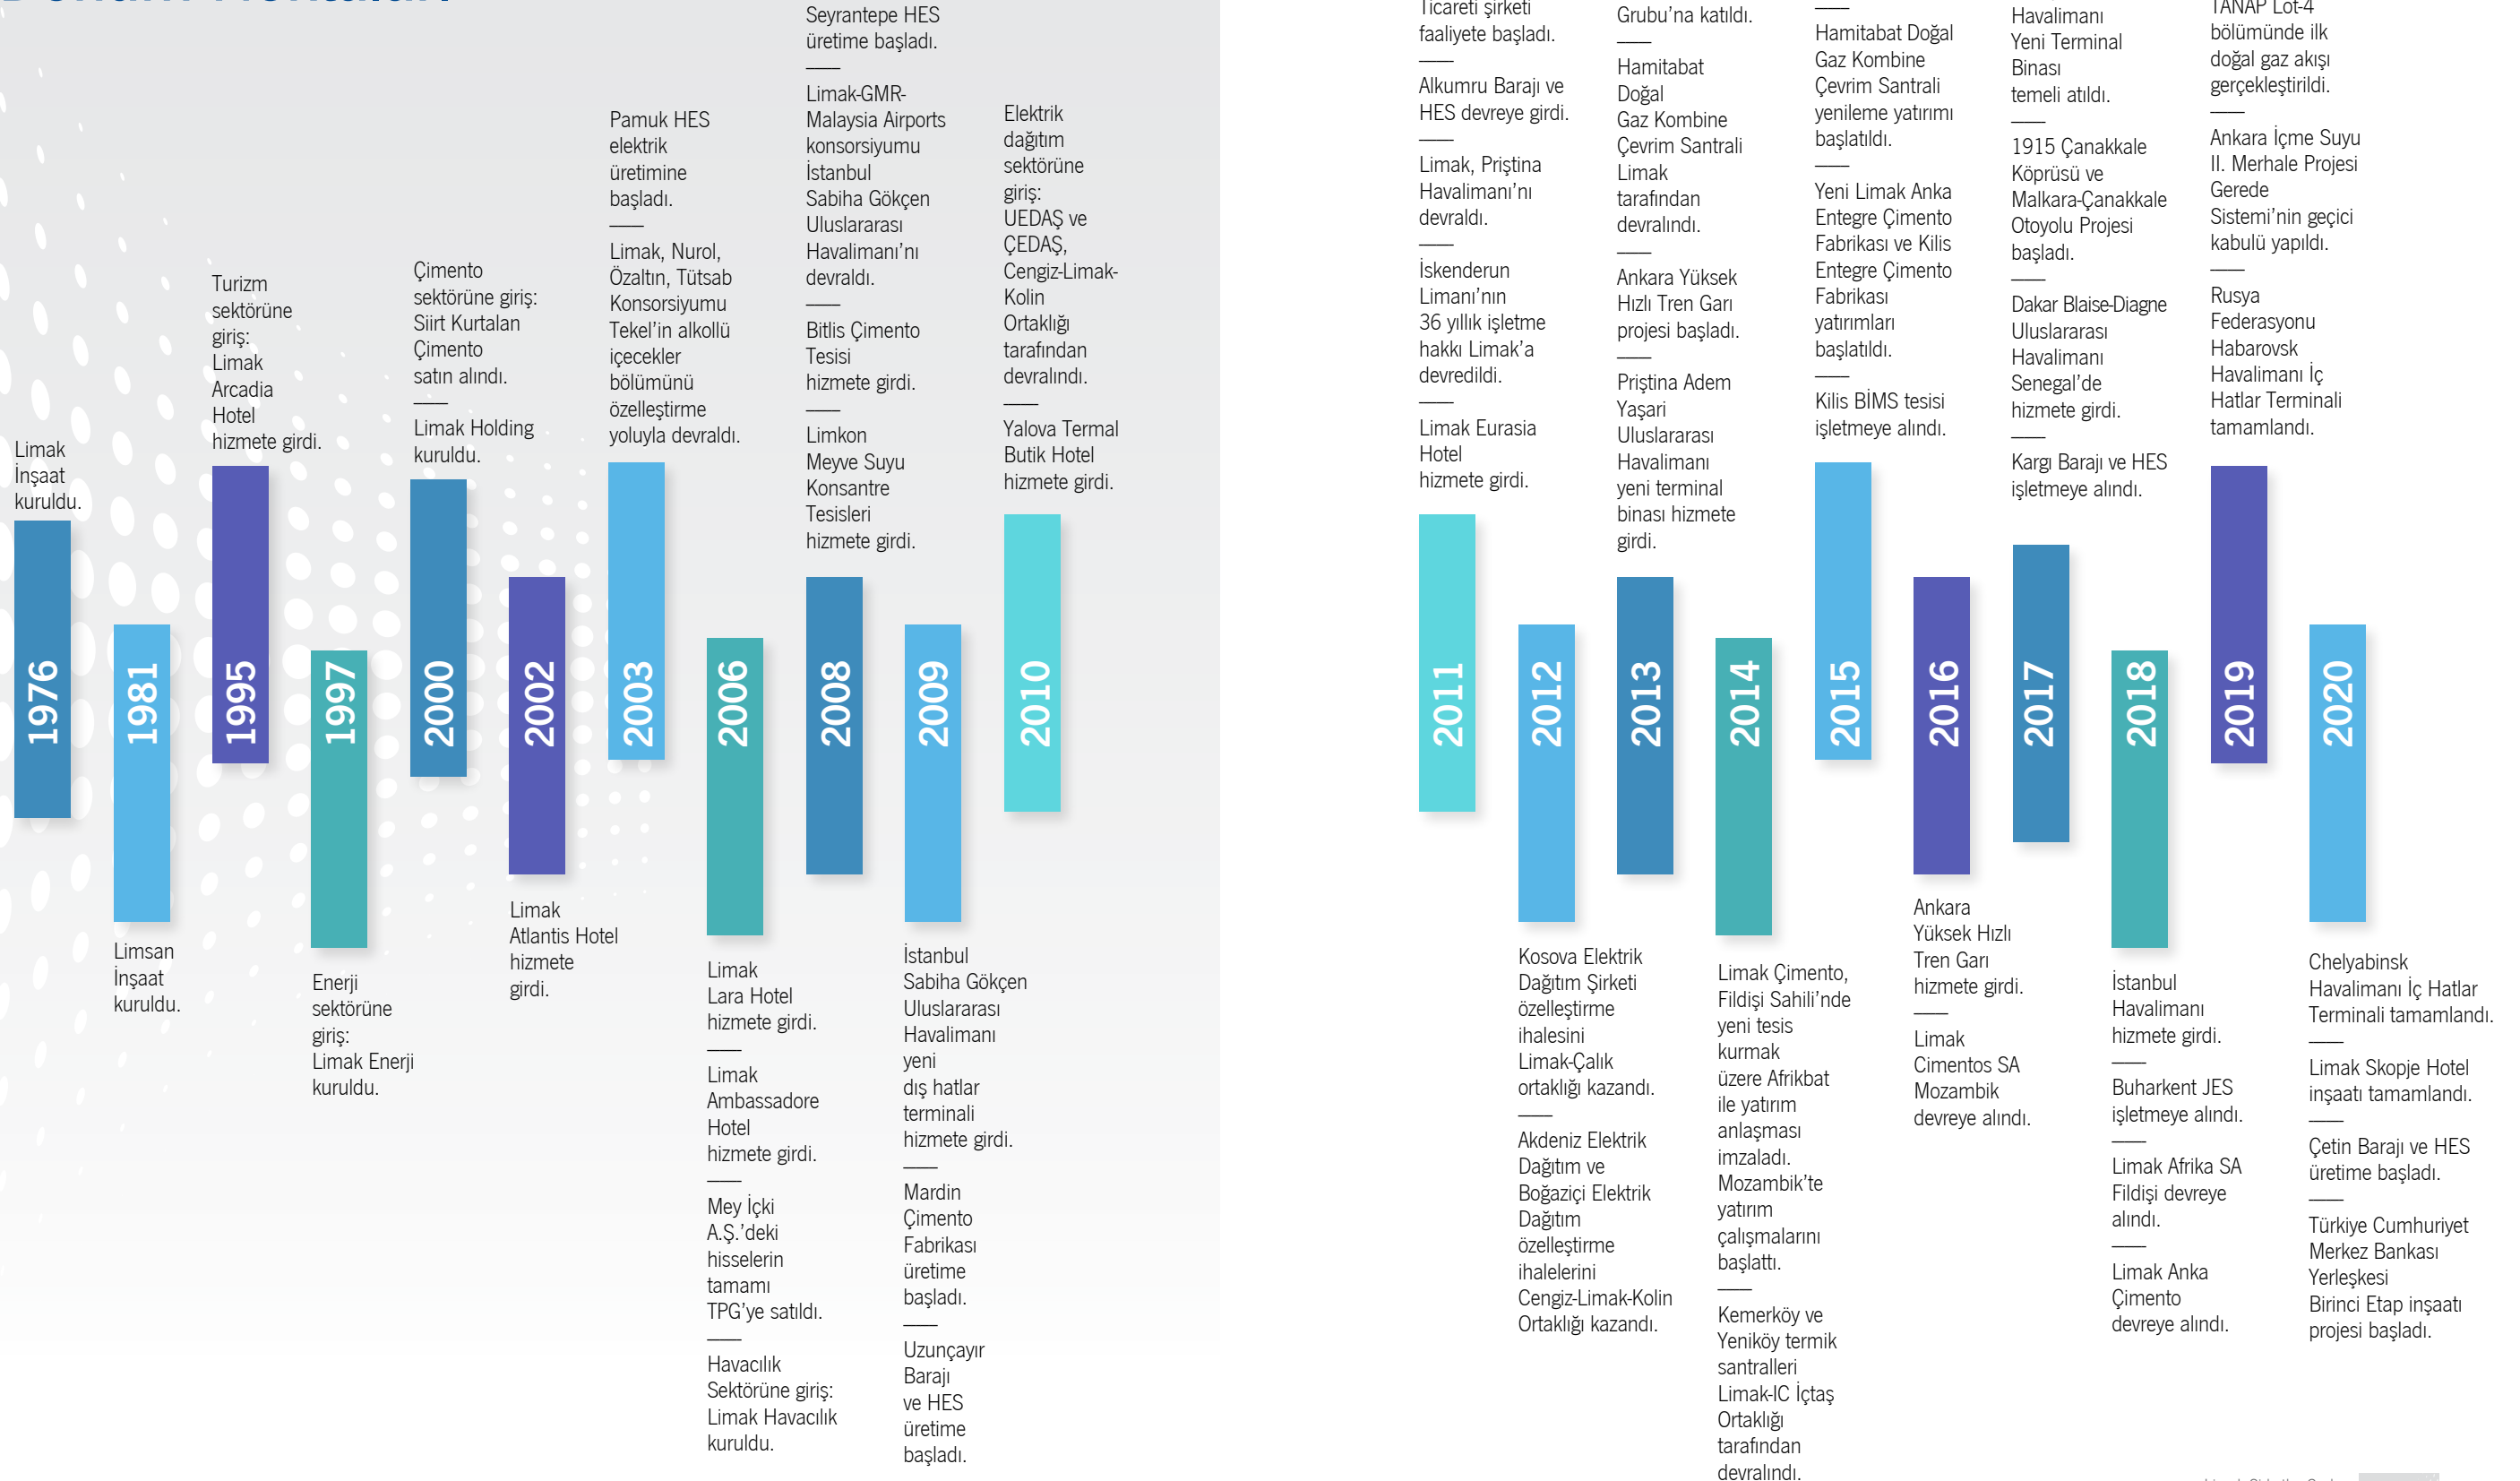 1976
Limak
İnşaat
kuruldu.
1981
Limsan
İnşaat
kuruldu.
1995
Turizm
sektörüne
giriş:
Limak
Arcadia
Hotel
hizmete girdi.
1997
Enerji
sektörüne
giriş:
Limak Enerji
kuruldu.
2000
Çimento
sektörüne giriş:
Siirt Kurtalan
Çimento
satın alındı.
Limak Holding
kuruldu.
2002
Limak
Atlantis Hotel
hizmete
girdi.
2003
Pamuk HES
elektrik
üretimine
başladı.
Limak, Nurol,
Özaltın, Tütsab
Konsorsiyumu
Tekel’in alkollü
içecekler
bölümünü
özelleştirme
yoluyla devraldı.
2006
Limak
Lara Hotel
hizmete girdi.
Limak
Ambassadore
Hotel
hizmete girdi.
Mey İçki
A.Ş.’deki
hisselerin
tamamı
TPG’ye satıldı.
Havacılık
Sektörüne giriş:
Limak Havacılık
kuruldu.
2008
Seyrantepe HES
üretime başladı.
Limak-GMR-
Malaysia Airports
konsorsiyumu
İstanbul
Sabiha Gökçen
Uluslararası
Havalimanı’nı
devraldı.
Bitlis Çimento
Tesisi
hizmete girdi.
Limkon
Meyve Suyu
Konsantre
Tesisleri
hizmete girdi.
2009
İstanbul
Sabiha Gökçen
Uluslararası
Havalimanı
yeni
dış hatlar
terminali
hizmete girdi.
Mardin
Çimento
Fabrikası
üretime
başladı.
Uzunçayır
Barajı
ve HES
üretime
başladı.
2010
Elektrik
dağıtım
sektörüne
giriş:
UEDAŞ ve
ÇEDAŞ,
Cengiz-Limak-
Kolin
Ortaklığı
tarafından
devralındı.
Yalova Termal
Butik Hotel
hizmete girdi.
2011
Ticareti şirketi
faaliyete başladı.
Alkumru Barajı ve
HES devreye girdi.
Limak, Priştina
Havalimanı’nı
devraldı.
İskenderun
Limanı’nın
36 yıllık işletme
hakkı Limak’a
devredildi.
Limak Eurasia
Hotel
hizmete girdi.
2012
Kosova Elektrik
Dağıtım Şirketi
özelleştirme
ihalesini
Limak-Çalık
ortaklığı kazandı.
Akdeniz Elektrik
Dağıtım ve
Boğaziçi Elektrik
Dağıtım
özelleştirme
ihalelerini
Cengiz-Limak-Kolin
Ortaklığı kazandı.
2013
Grubu’na katıldı.
Hamitabat
Doğal
Gaz Kombine
Çevrim Santrali
Limak
tarafından
devralındı.
Ankara Yüksek
Hızlı Tren Garı
projesi başladı.
Priştina Adem
Yaşari
Uluslararası
Havalimanı
yeni terminal
binası hizmete
girdi.
2014
Limak Çimento,
Fildişi Sahili’nde
yeni tesis
kurmak
üzere Afrikbat
ile yatırım
anlaşması
imzaladı.
Mozambik’te
yatırım
çalışmalarını
başlattı.
Kemerköy ve
Yeniköy termik
santralleri
Limak-IC İçtaş
Ortaklığı
tarafından
devralındı.
2015
Hamitabat Doğal
Gaz Kombine
Çevrim Santrali
yenileme yatırımı
başlatıldı.
Yeni Limak Anka
Entegre Çimento
Fabrikası ve Kilis
Entegre Çimento
Fabrikası
yatırımları
başlatıldı.
Kilis BİMS tesisi
işletmeye alındı.
2016
Ankara
Yüksek Hızlı
Tren Garı
hizmete girdi.
Limak
Cimentos SA
Mozambik
devreye alındı.
2017
Havalimanı
Yeni Terminal
Binası
temeli atıldı.
1915 Çanakkale
Köprüsü ve
Malkara-Çanakkale
Otoyolu Projesi
başladı.
Dakar Blaise-Diagne
Uluslararası
Havalimanı
Senegal’de
hizmete girdi.
Kargı Barajı ve HES
işletmeye alındı.
2018
İstanbul
Havalimanı
hizmete girdi.
Buharkent JES
işletmeye alındı.
Limak Afrika SA
Fildişi devreye
alındı.
Limak Anka
Çimento
devreye alındı.
2019
TANAP Lot-4
bölümünde ilk
doğal gaz akışı
gerçekleştirildi.
Ankara İçme Suyu
II. Merhale Projesi
Gerede
Sistemi’nin geçici
kabulü yapıldı.
Rusya
Federasyonu
Habarovsk
Havalimanı İç
Hatlar Terminali
tamamlandı.
2020
Chelyabinsk
Havalimanı İç Hatlar
Terminali tamamlandı.
Limak Skopje Hotel
inşaatı tamamlandı.
Çetin Barajı ve HES
üretime başladı.
Türkiye Cumhuriyet
Merkez Bankası
Yerleşkesi
Birinci Etap inşaatı
projesi başladı.